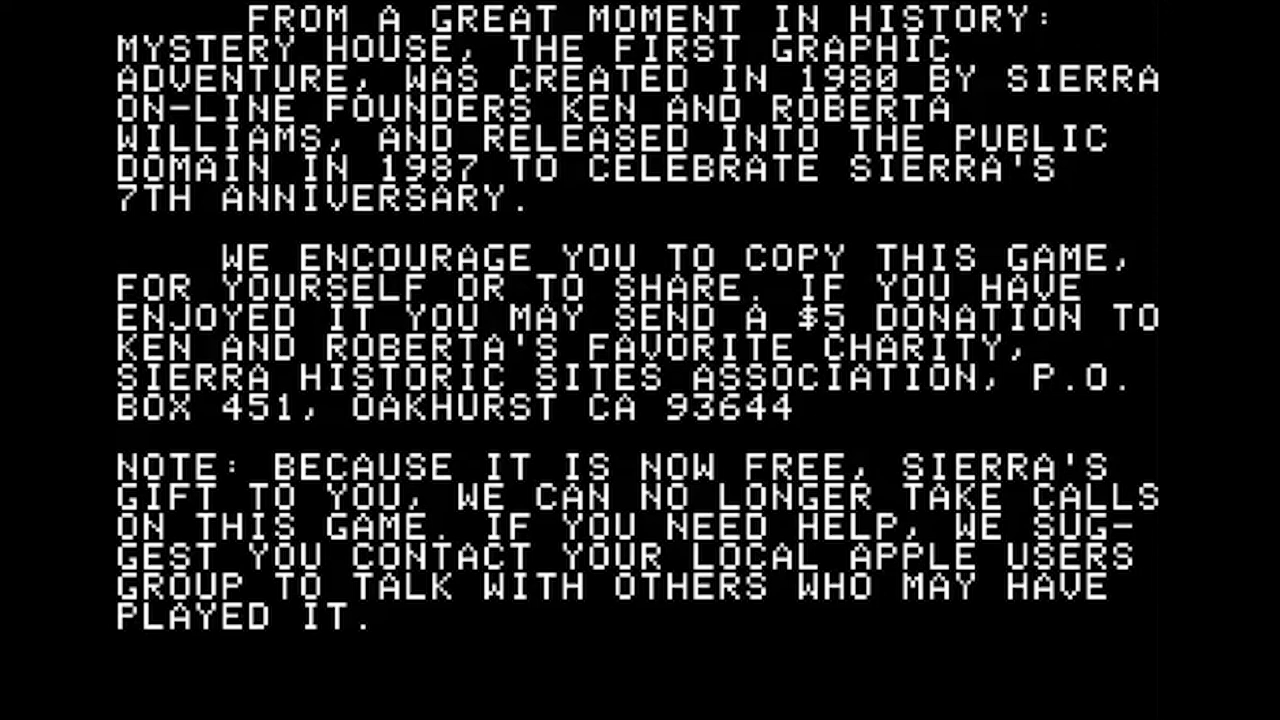 FROM A GREAT MOMENT IN HISTORY:
MYSTERY HOUSE, THE FIRST GRAPHIC
ADVENTURE, WAS CREATED IN 1980 BY SIERRA
ON-LINE FOUNDERS KEN AND ROBERTA
WILLIAMS, AND RELEASED INTO THE PUBLIC
DOMAIN IN 1987 TO CELEBRATE SIERRA'S
7TH ANNIVERSARY.
WE ENCOURAGE YOU TO COPY THIS GAME,
FOR YOURSELF OR TO SHARE. IF YOU HAVE
ENJOYED IT YOU MAY SEND A $5 DONATION TO
KEN AND ROBERTA'S FAVORITE CHARITY,
SIERRA HISTORIC SITES ASSOCIATION, P.O.
BOX 451, OAKHURST CA 93644
NOTE: BECAUSE IT IS NOW FREE, SIERRA'S
GIFT TO YOU, WE CAN NO LONGER TAKE CALLS
ON THIS GAME. IF YOU NEED HELP, WE SUG-
GEST YOU CONTACT YOUR LOCAL APPLE USERS
GROUP TO TALK WITH OTHERS WHO MAY HAVE
PLAYED IT.